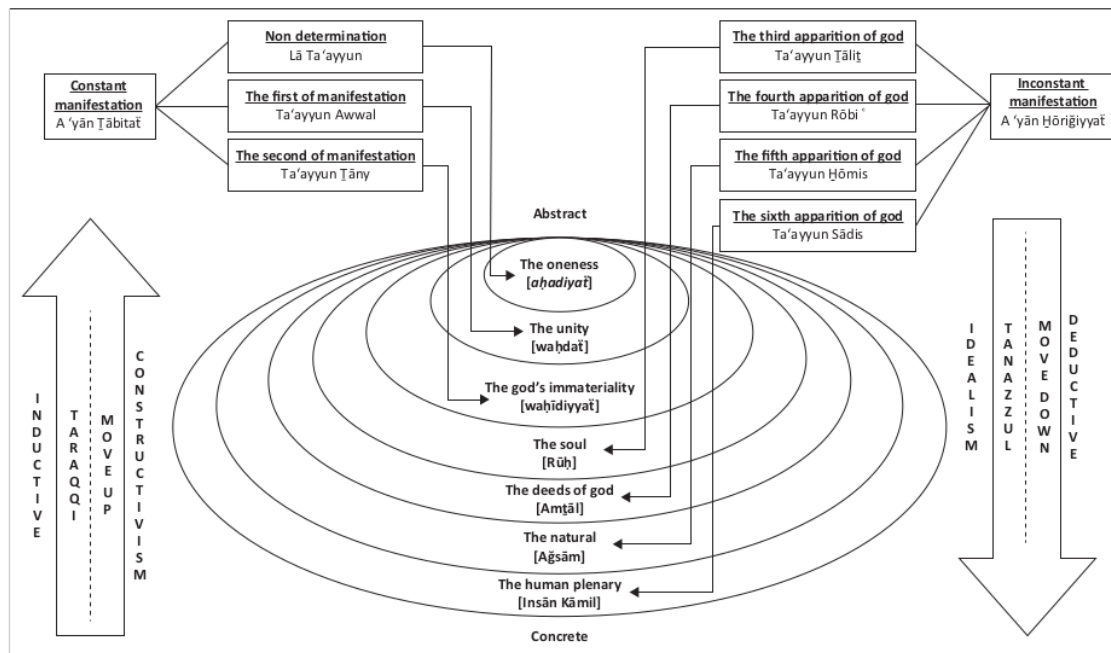 Non determination
Lā Ta‘ayyun
Constant
manifestation
A ‘yān Ṯābitaẗ
The first of manifestation
Ta‘ayyun Awwal
The second of manifestation
Ta‘ayyun Ṯāny
The third apparition of god
Ta‘ayyun Ṯāliṯ
The fourth apparition of god
Ta‘ayyun Rōbi ‘
The fifth apparition of god
Ta‘ayyun Ḫōmis
The sixth apparition of god
Ta‘ayyun Sādis
Inconstant
manifestation
A ‘yān Ḫōriğiyyaẗ
Abstract
The oneness
[aḥadiyaẗ]
The unity
[waḥdaẗ]
The god’s immateriality
[waḥīdiyyaẗ]
The soul
[Rūḥ]
The deeds of god
[Amṯāl]
The natural
[Ağsām]
The human plenary
[Insān Kāmil]
Concrete
INDUCTIVE
TARAQQI
MOVE UP
CONSTRUCTIVISM
IDEALISM
TANAZZUL
MOVE DOWN
DEDUCTIVE